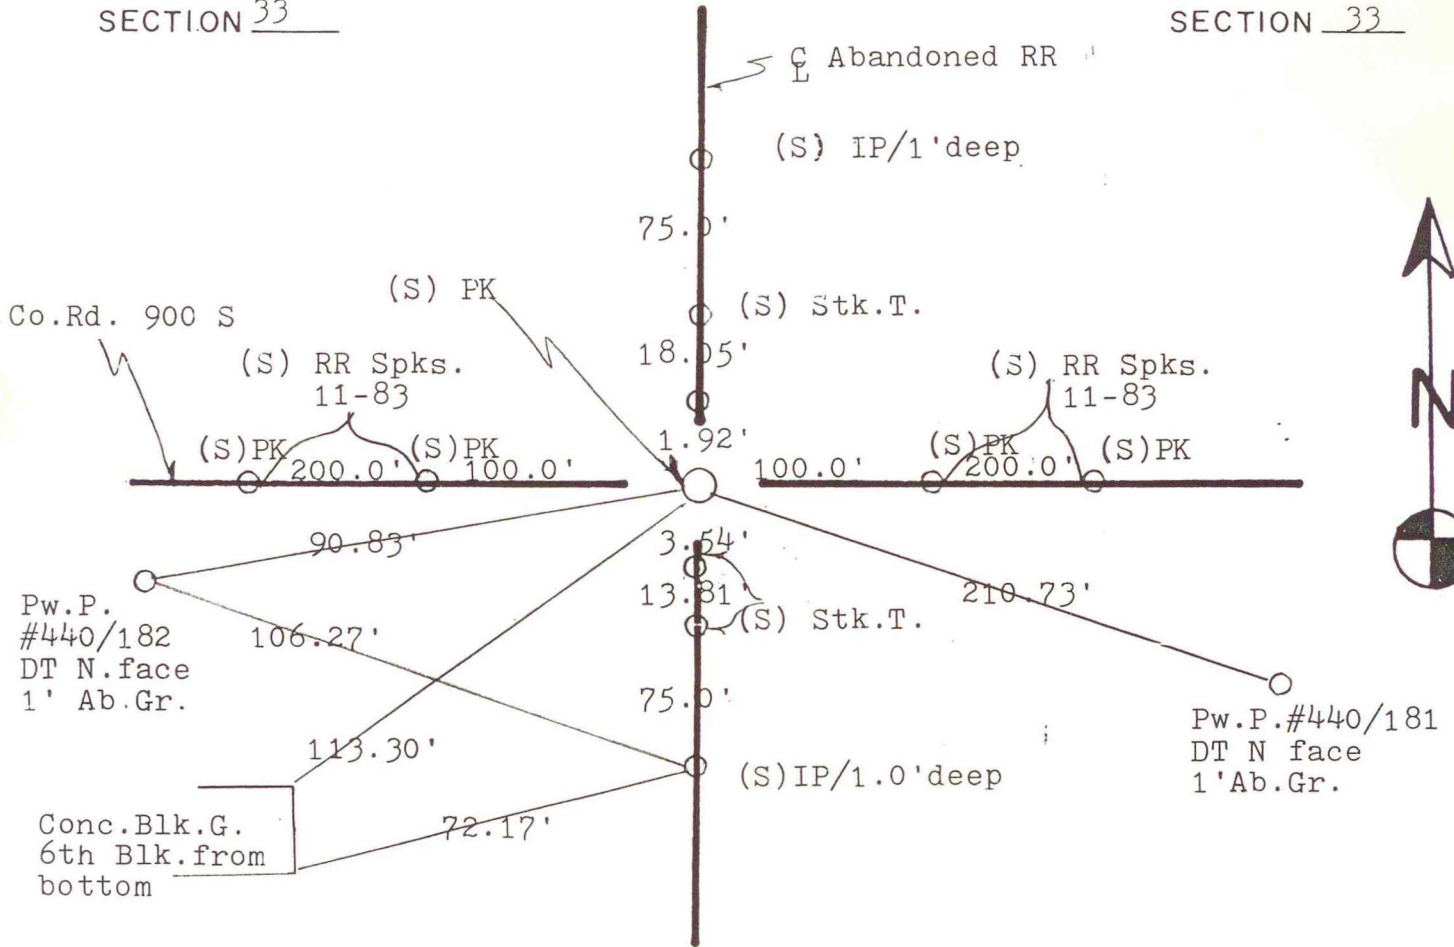 SECTION 33
SECTION 33
℄ Abandoned RR
(S) IP/1'deep
75.0'
(S) PK
(S) Stk.T.
Co.Rd. 900 S
18.05'
(S) RR Spks.
11-83
(S) RR Spks.
11-83
N
1.92'
(S)PK
(S)PK
(S)PK
(S)PK
200.0'
100.0'
100.0'
200.0'
90.83'
3.54'
13.81'
210.73'
Pw.P.
#440/182
DT N.face
1' Ab.Gr.
106.27'
(S) Stk.T.
75.0'
Pw.P.#440/181
DT N face
1'Ab.Gr.
113.30'
(S)IP/1.0'deep
Conc.Blk.G.
6th Blk.from
bottom
72.17'